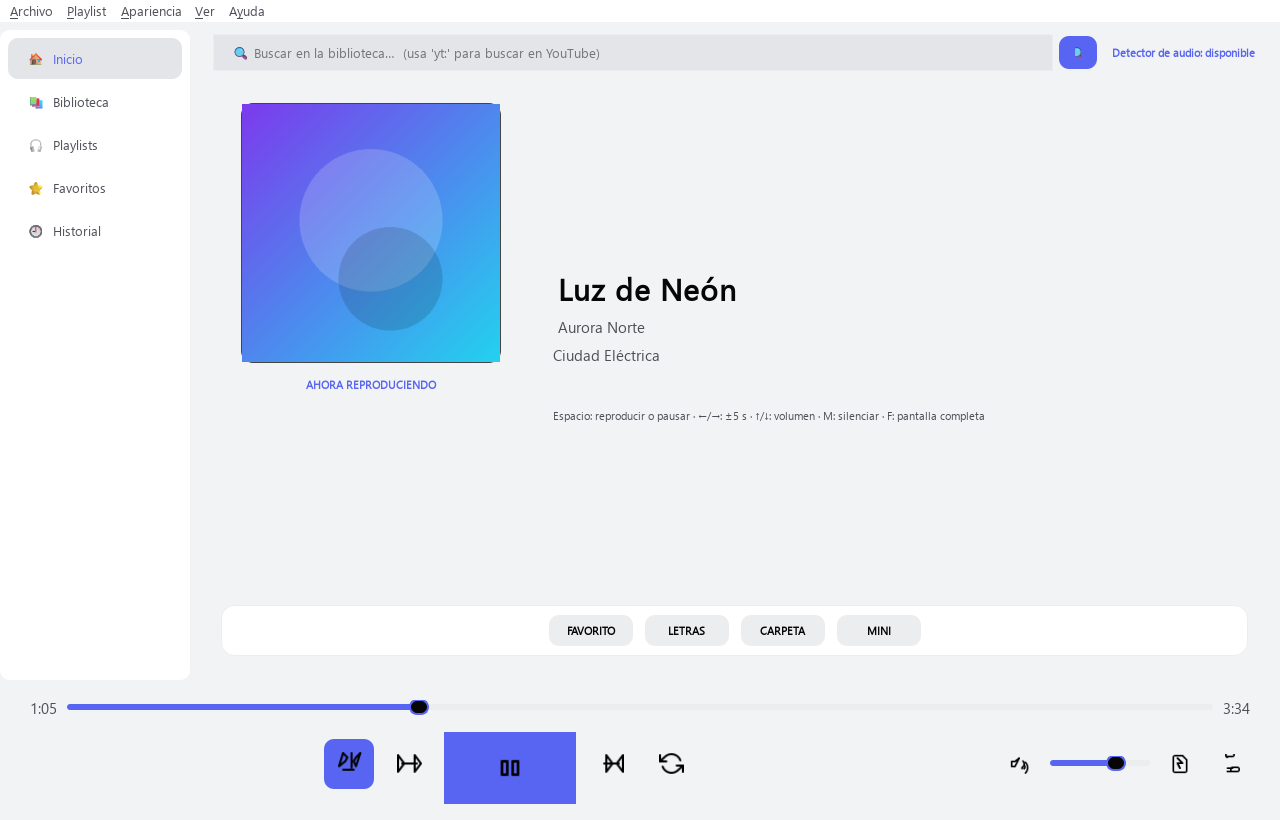 Archivo Playlist Apariencia Ver Ayuda
Inicio
Biblioteca
Playlists
Favoritos
Historial
Buscar en la biblioteca... (usa 'yt:' para buscar en YouTube)
Detector de audio: disponible
AHORA REPRODUCIENDO
Luz de Neón
Aurora Norte
Ciudad Eléctrica
Espacio: reproducir o pausar · ←/→: ±5 s · ↑/↓: volumen · M: silenciar · F: pantalla completa
FAVORITO LETRAS CARPETA MINI
1:05
3:34